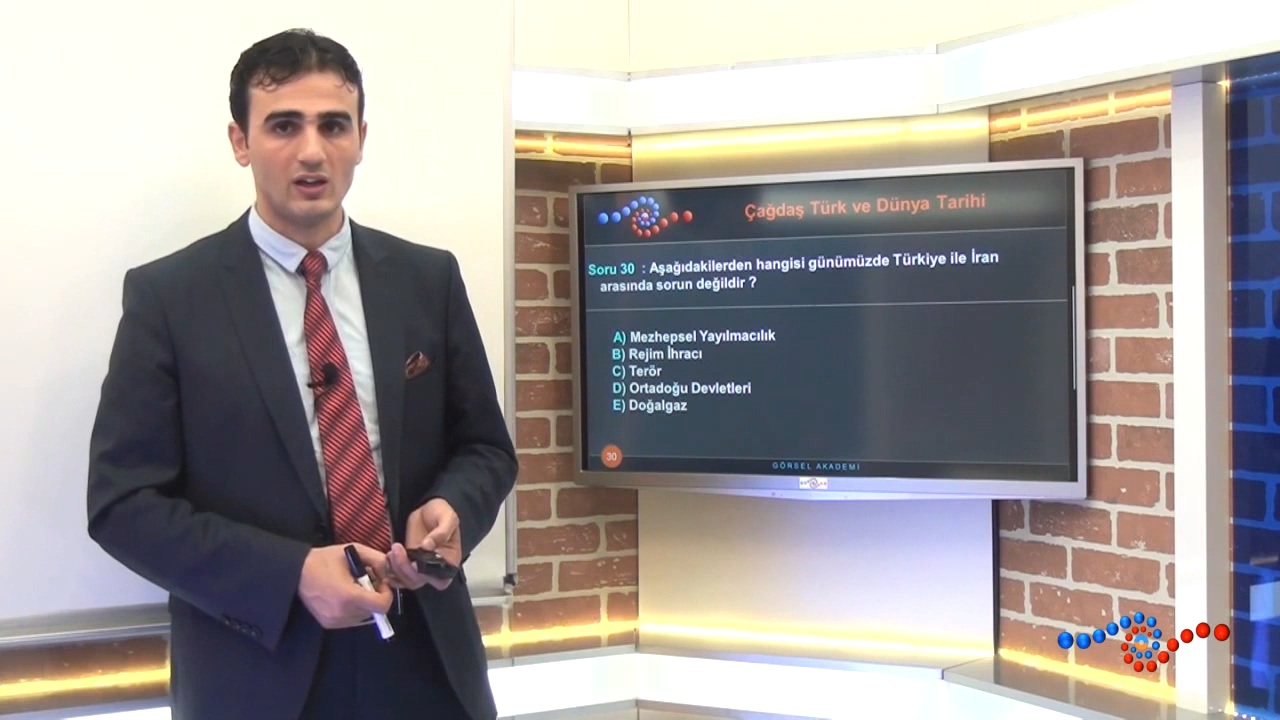 Çağdaş Türk ve Dünya Tarihi
Soru 30 : Aşağıdakilerden hangisi günümüzde Türkiye ile İran
arasında sorun değildir ?
A) Mezhepsel Yayılmacılık
B) Rejim İhracı
C) Terör
D) Ortadoğu Devletleri
E) Doğalgaz
30
GÖRSEL AKADEMİ